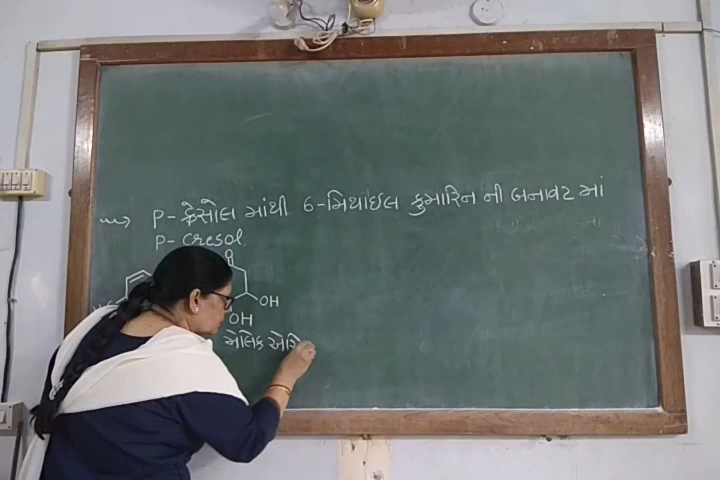 P-ક્રેસોલ માંથી 6-મિથાઈલ કુમારિન ની બનાવટ માં
P-cresol
OH
OH
મેલિક